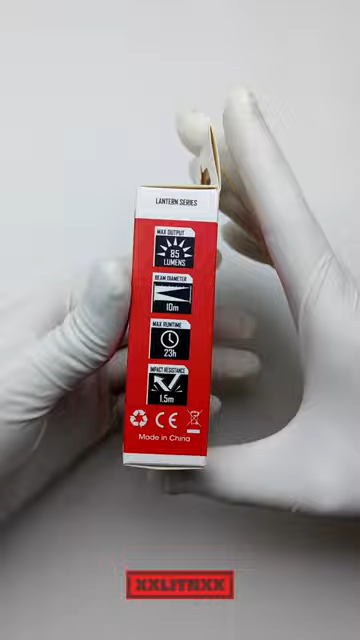 LANTERN SERIES
MAX OUTPUT
85
LUMENS
BEAM DIAMETER
10m
MAX RUNTIME
23h
IMPACT RESISTANCE
1.5m
CE
Made in China
XXLITNXX